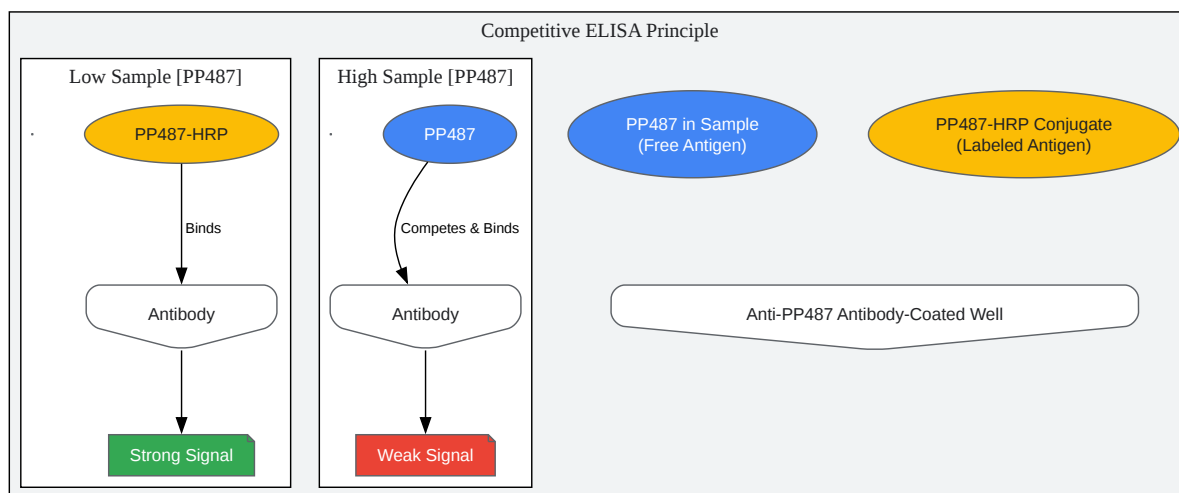 Competitive ELISA Principle
Low Sample [PP487]
PP487-HRP
Binds
Antibody
Strong Signal
High Sample [PP487]
PP487
Competes & Binds
Antibody
Weak Signal
PP487 in Sample
(Free Antigen)
PP487-HRP Conjugate
(Labeled Antigen)
Anti-PP487 Antibody-Coated Well